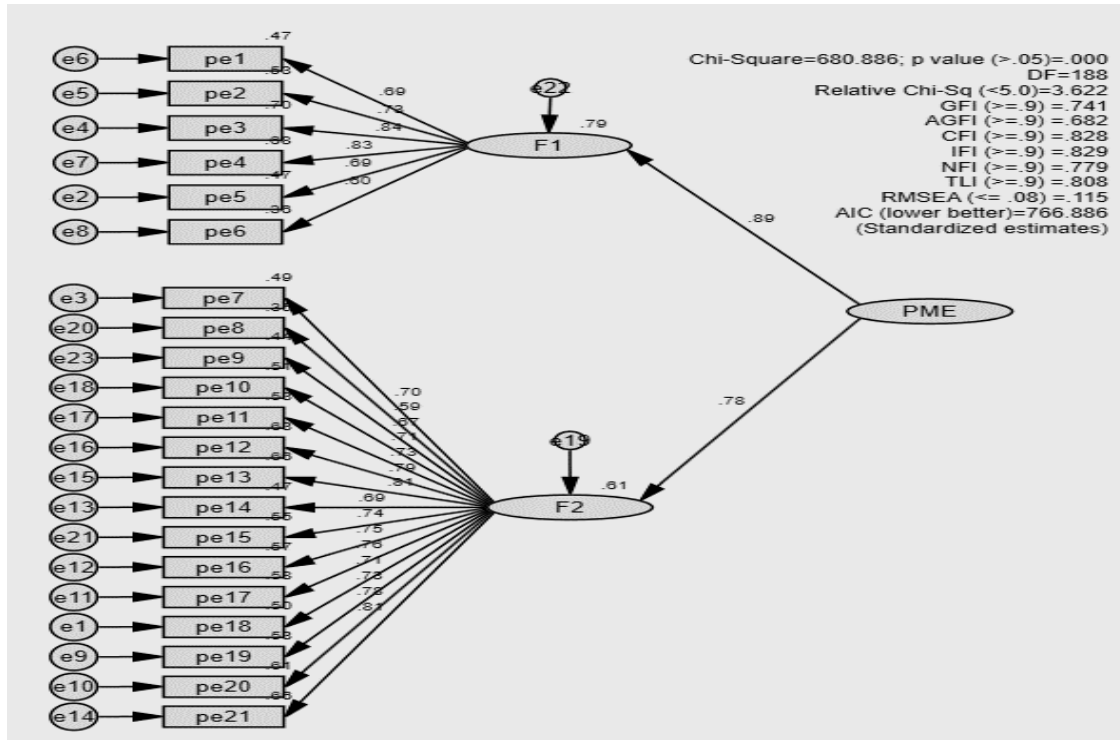 Chi-Square=680.886; p value (>.05)=.000
DF=188
Relative Chi-Sq (<5.0)=3.622
GFI (>=.9) =.741
AGFI (>=.9) =.682
CFI (>=.9) =.828
IFI (>=.9) =.829
NFI (>=.9) =.779
TLI (>=.9) =.808
RMSEA (<= .08) =.115
AIC (lower better)=766.886
(Standardized estimates)
.47
e6 pe1
e5 pe2
.70
e4 pe3
e7 pe4
e2 pe5
e8 pe6
.69
.73
.84
.83
.69
.60
e22
.79
F1
.89
PME
.78
.49
e3 pe7
e20 pe8
e23 pe9
e18 pe10
e17 pe11
e16 pe12
e15 pe13
e13 pe14
e21 pe15
e12 pe16
e11 pe17
e1 pe18
e9 pe19
e10 pe20
e14 pe21
.70
.59
.67
.71
.73
.79
.81
.69
.74
.75
.76
.71
.73
.78
.81
e19
.61
F2